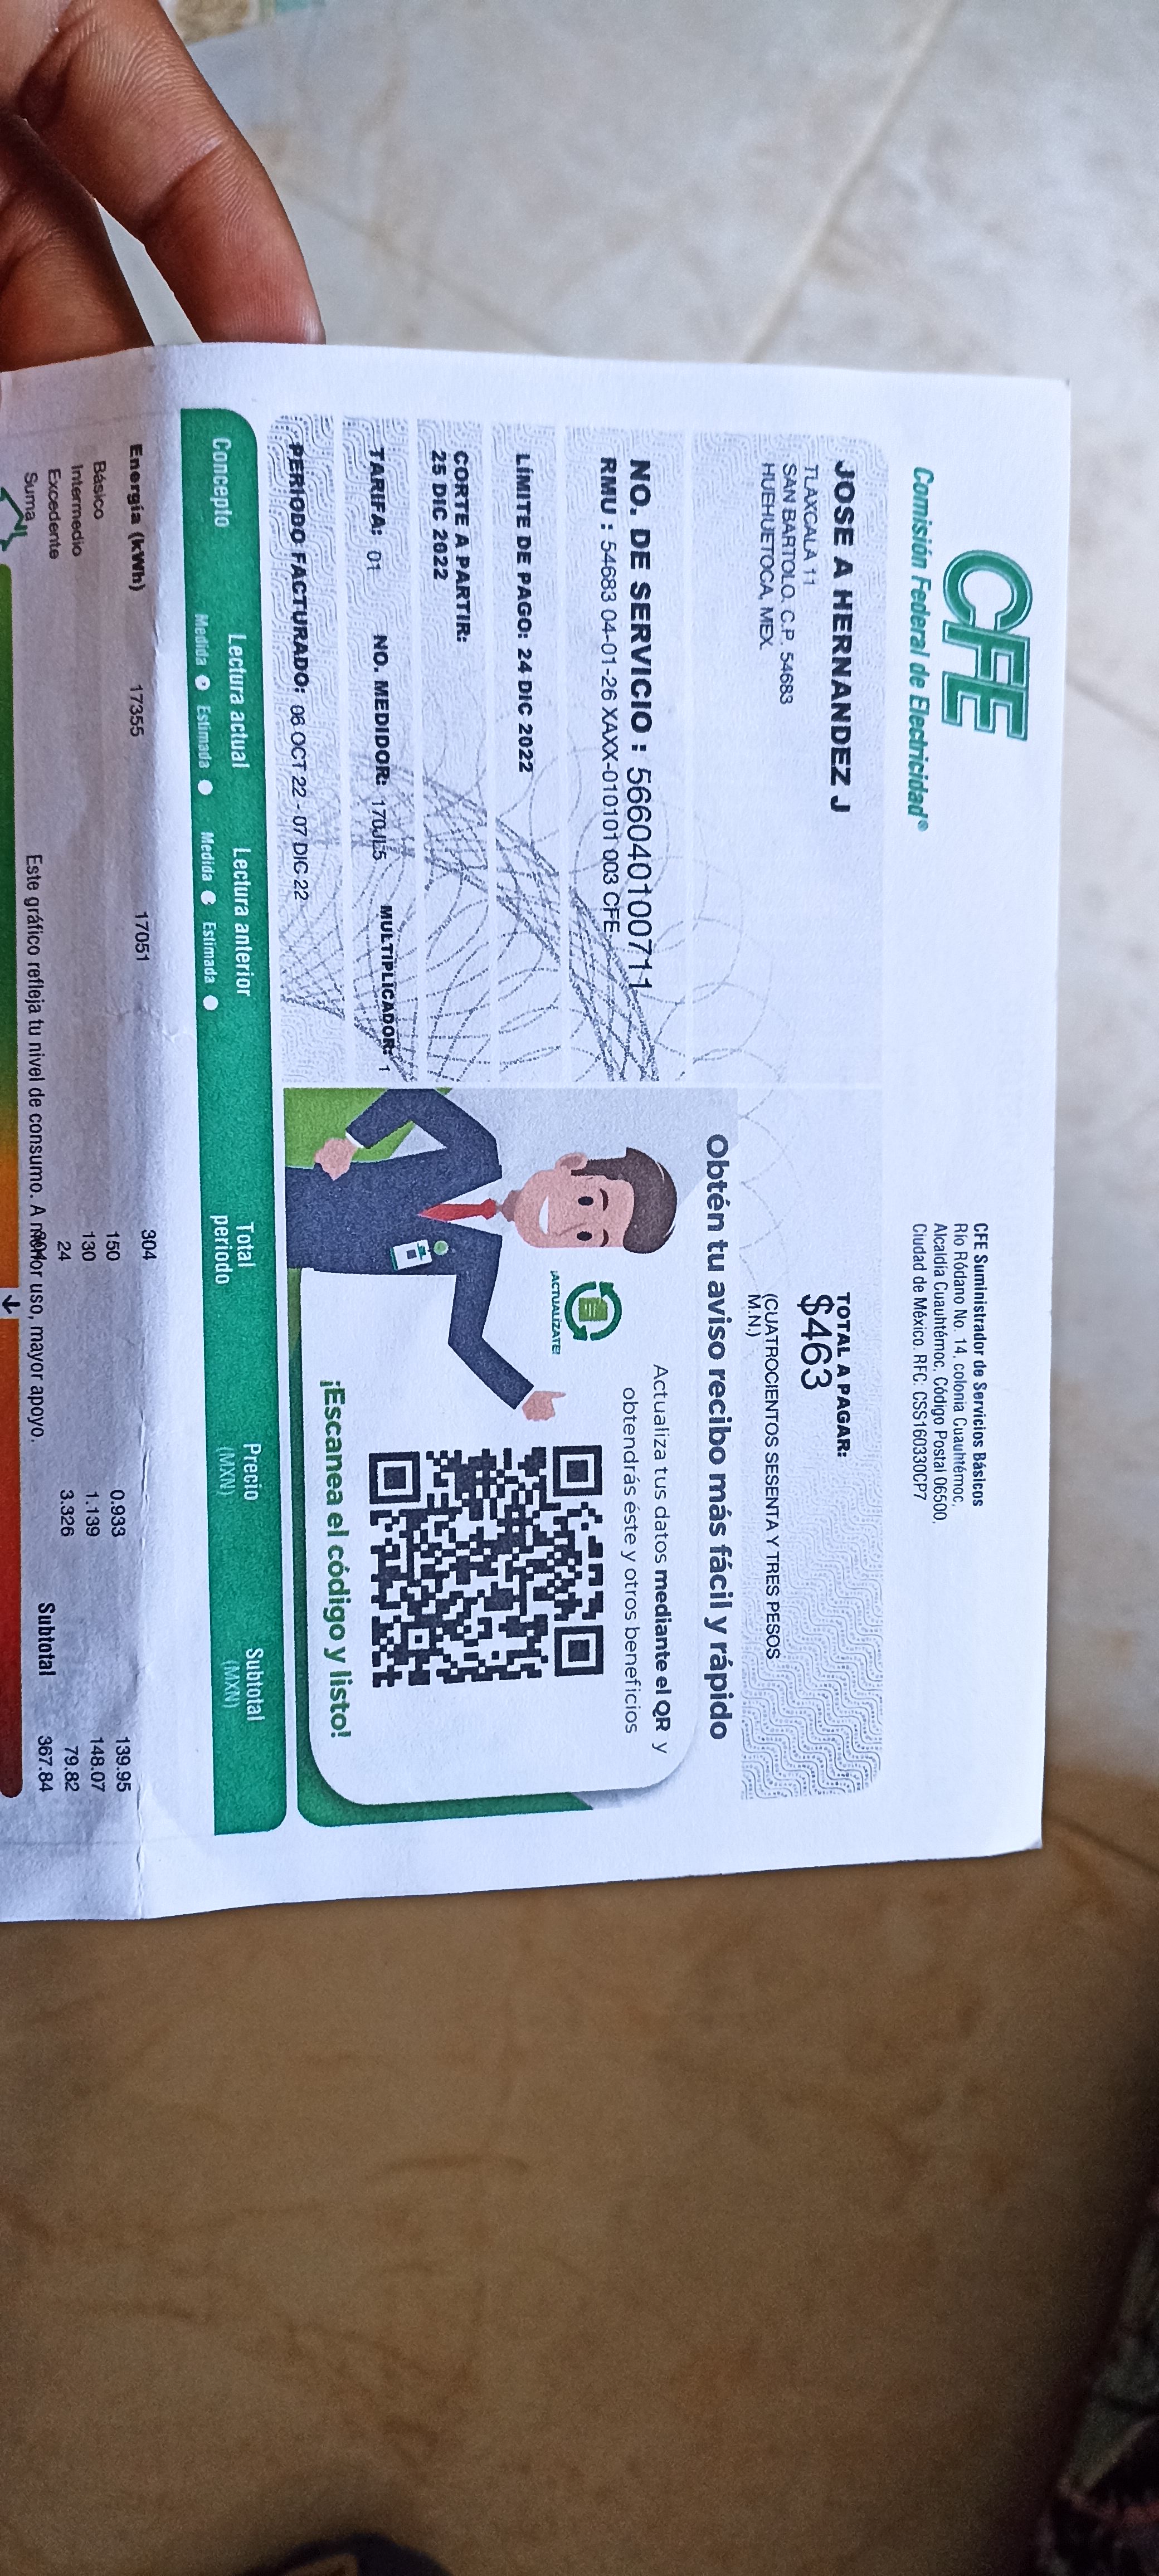 CFE
Comisión Federal de Electricidad®
CFE Suministrador de Servicios Básicos
Río Ródano No. 14, colonia Cuauhtémoc,
Alcaldía Cuauhtémoc, Código Postal 06500,
Ciudad de México. RFC: CSS160330CP7
JOSE A HERNANDEZ J
TLAXCALA 11
SAN BARTOLO. C.P. 54683
HUEHUETOCA, MEX.
TOTAL A PAGAR:
$463
(CUATROCIENTOS SESENTA Y TRES PESOS
M.N.)
NO. DE SERVICIO : 566040100711
RMU : 54683 04-01-26 XAXX-010101 003 CFE
LÍMITE DE PAGO: 24 DIC 2022
CORTE A PARTIR:
25 DIC 2022
TARIFA: 01 NO. MEDIDOR: 170JL5 MULTIPLICADOR: 1
PERIODO FACTURADO: 06 OCT 22 - 07 DIC 22
Obtén tu aviso recibo más fácil y rápido
Actualiza tus datos mediante el QR y
obtendrás éste y otros beneficios
¡ACTUALÍZATE!
¡Escanea el código y listo!
Concepto Lectura actual Lectura anterior Total periodo Precio (MXN) Subtotal (MXN)
Medida Estimada Medida Estimada
Energía (kWh) 17355 17051 304
Básico 150 0.933 139.95
Intermedio 130 1.139 148.07
Excedente 24 3.326 79.82
Suma Subtotal 367.84
Este gráfico refleja tu nivel de consumo. A menor uso, mayor apoyo.